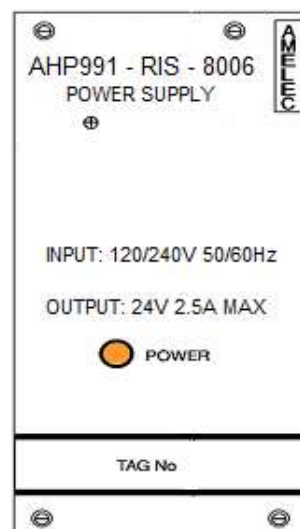 AMELEC
AHP991 - RIS - 8006
POWER SUPPLY
INPUT: 120/240V 50/60Hz
OUTPUT: 24V 2.5A MAX
POWER
TAG No